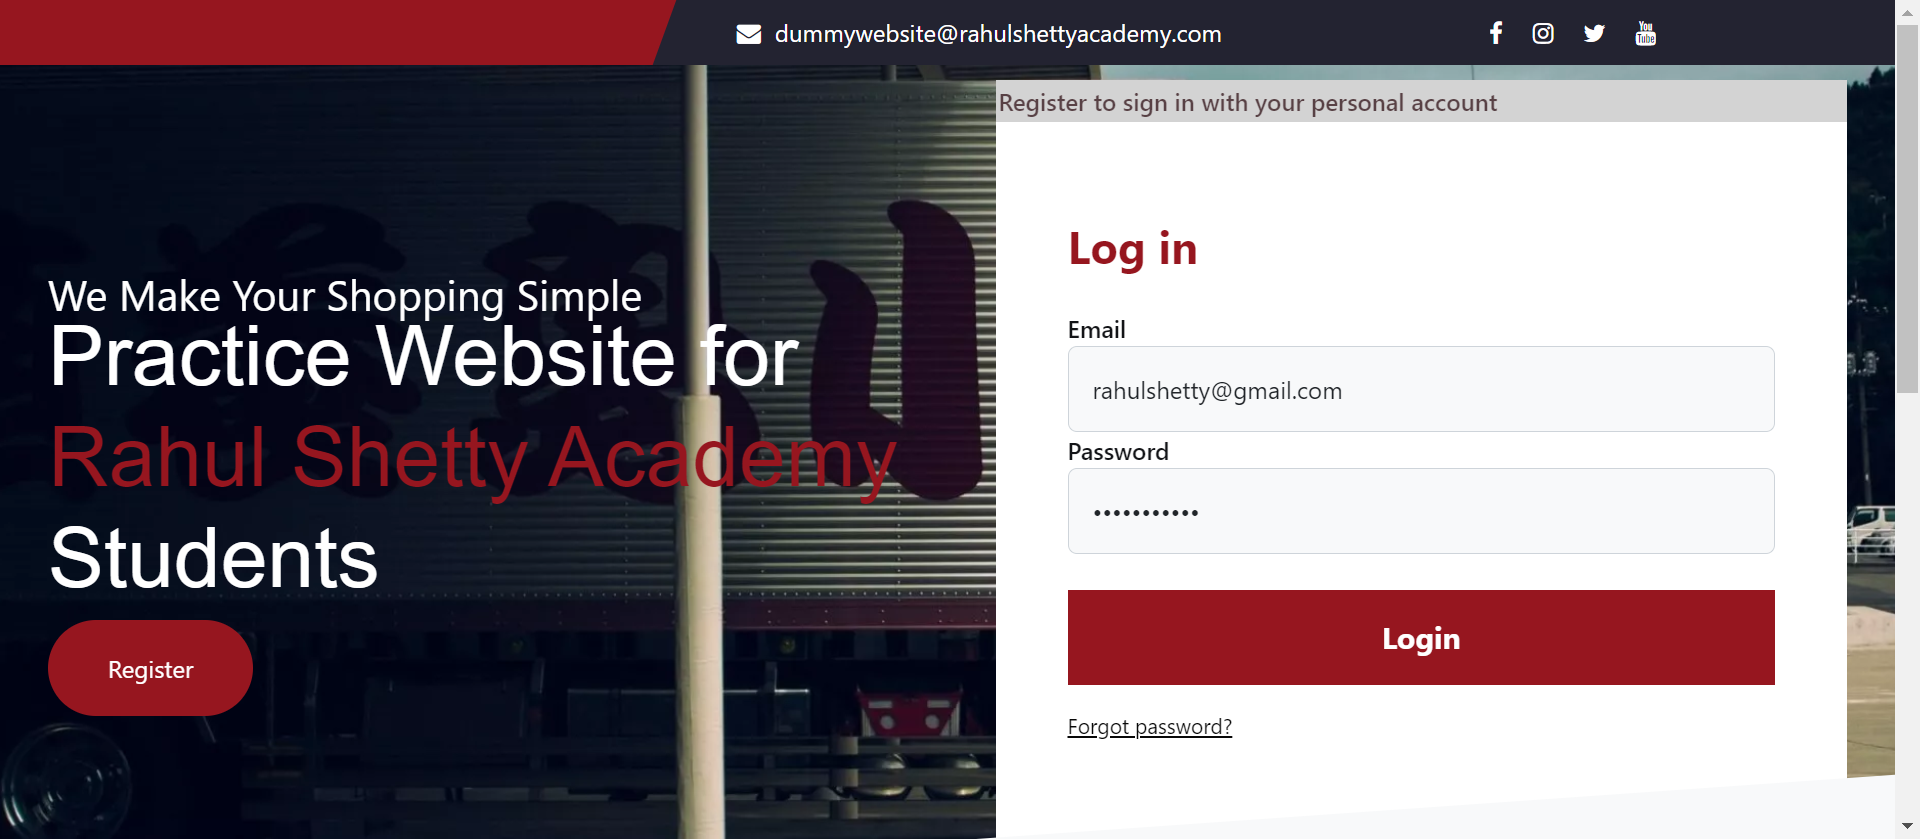 dummywebsite@rahulshettyacademy.com
You
Tube
Register to sign in with your personal account
We Make Your Shopping Simple
Practice Website for
Rahul Shetty Academy
Students
Register
Log in
Email
rahulshetty@gmail.com
Password
•••••••••••
Login
Forgot password?